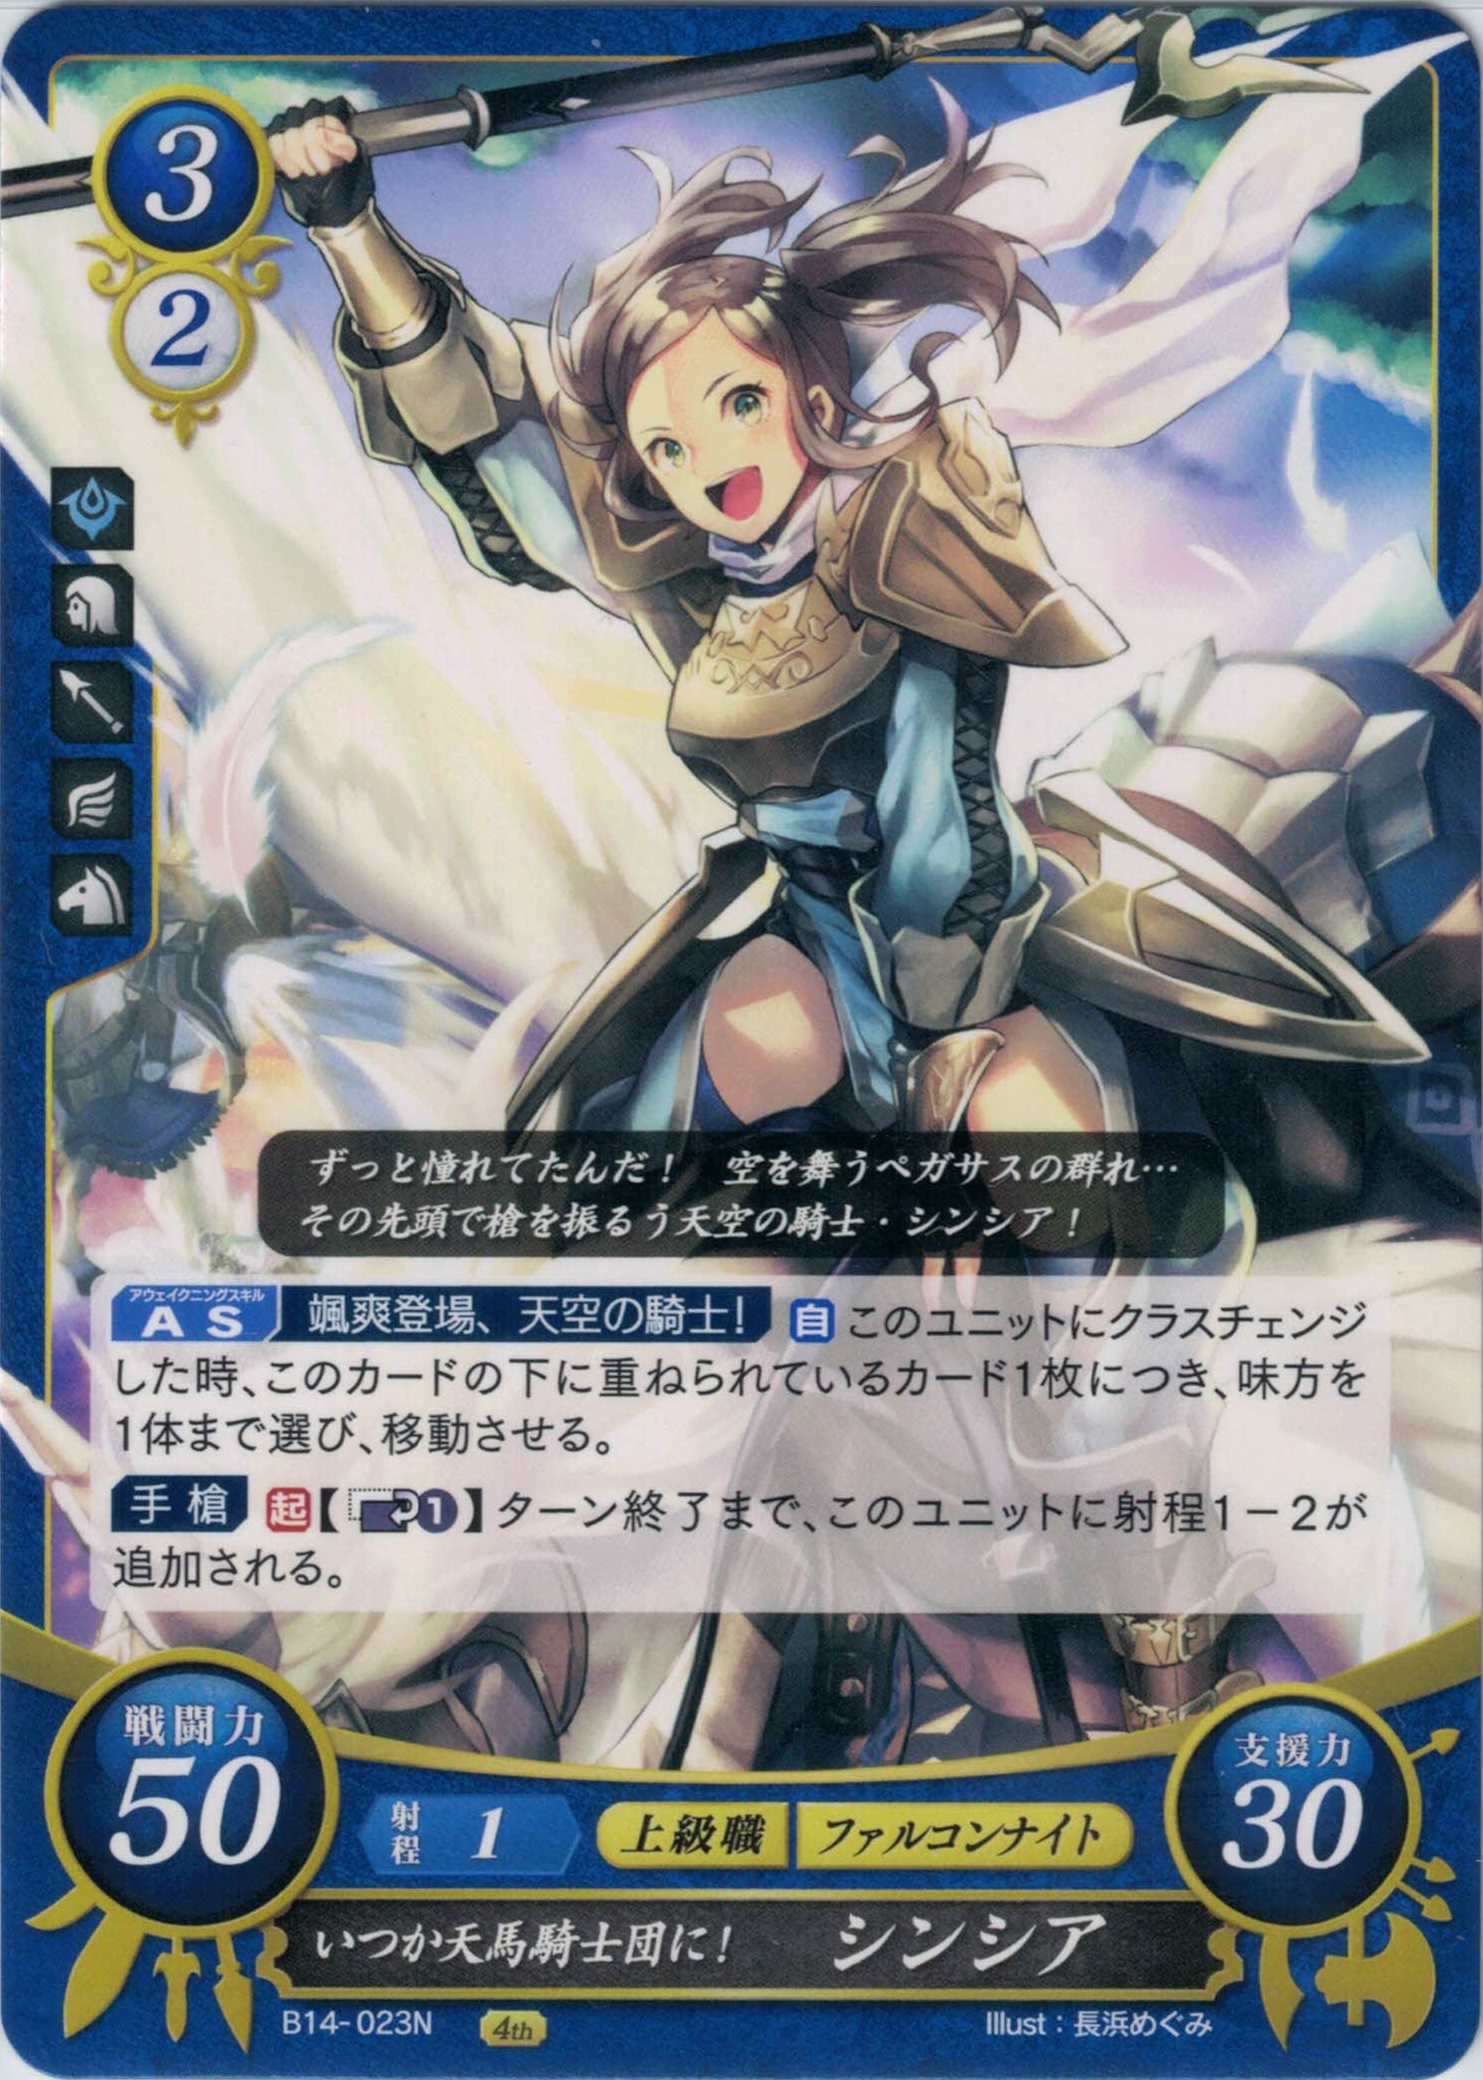 3
2
ずっと憧れてたんだ！　空を舞うペガサスの群れ…
その先頭で槍を振るう天空の騎士・シンシア！
アウェイクニングスキル
AS 颯爽登場、天空の騎士！ 自 このユニットにクラスチェンジ
した時、このカードの下に重ねられているカード1枚につき、味方を
1体まで選び、移動させる。
手槍 起【1】ターン終了まで、このユニットに射程1－2が
追加される。
戦闘力
50
射程 1
上級職 ファルコンナイト
支援力
30
いつか天馬騎士団に！　シンシア
B14-023N 4th Illust：長浜めぐみ